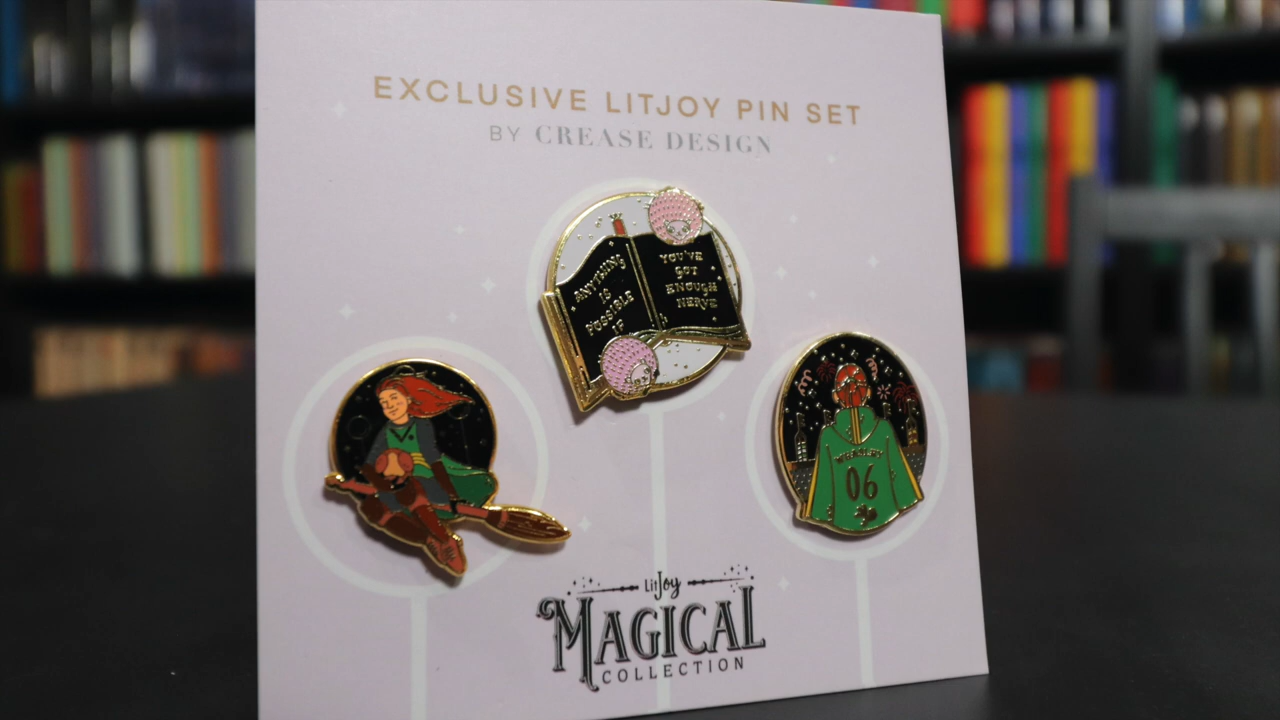 EXCLUSIVE LITJOY PIN SET
BY CREASE DESIGN
ANYTHING
IS
POSSIBLE
IF
YOU'VE
GOT
ENOUGH
NERVE
WEASLEY
06
LitJoy
MAGICAL
COLLECTION